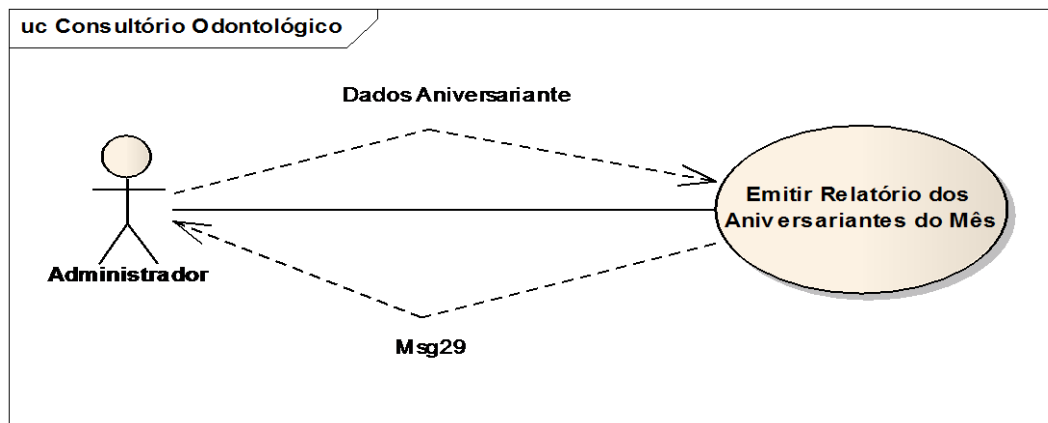 uc Consultório Odontológico
Dados Aniversariante
Emitir Relatório dos
Aniversariantes do Mês
Administrador
Msg29